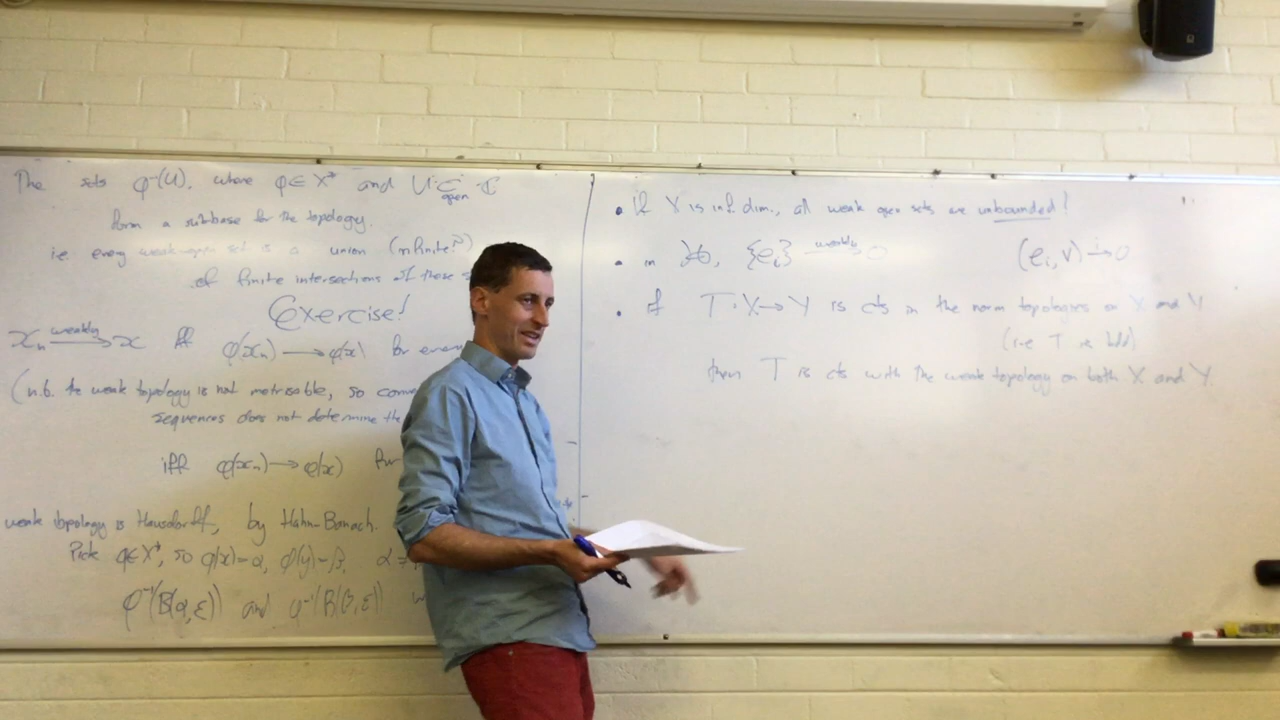 The sets φ⁻¹(U), where φ ∈ X* and U ⊂ ℂ
open
form a subbase for the topology.
ie every weak-open set is a union (infinite?)
of finite intersections of these
Exercise!
xₙ weakly→ x iff φ(xₙ) → φ(x) for every
(n.b. the weak topology is not metrisable, so
sequences does not determine the
iff φ(xₙ) → φ(x) for
weak topology is Hausdorff, by Hahn-Banach.
Pick φ ∈ X*, so φ(x)=α, φ(y)=β, α
φ⁻¹(B(α,ε)) and φ⁻¹(B(β,ε))
• if X is inf. dim., all weak open sets are unbounded!
• in {eᵢ} weakly→ 0 (eᵢ, v) →ⁱ 0
• if T: X → Y is cts in the norm topologies on X and Y
(i.e T is bdd)
then T is cts with the weak topology on both X and Y.